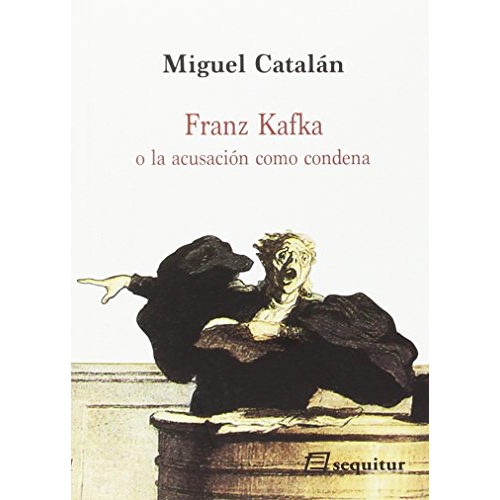 Miguel Catalán
Franz Kafka
o la acusación como condena
sequitur